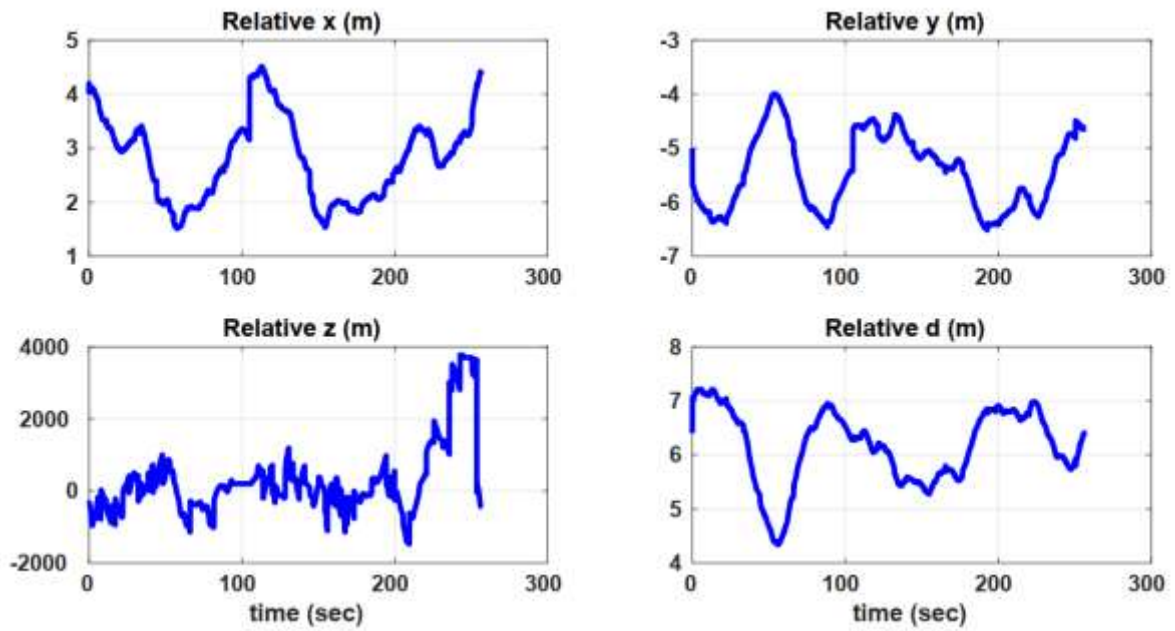 Relative x (m)
5
4
3
2
1
0 100 200 300
Relative y (m)
-3
-4
-5
-6
-7
0 100 200 300
Relative z (m)
4000
2000
0
-2000
0 100 200 300
time (sec)
Relative d (m)
8
7
6
5
4
0 100 200 300
time (sec)